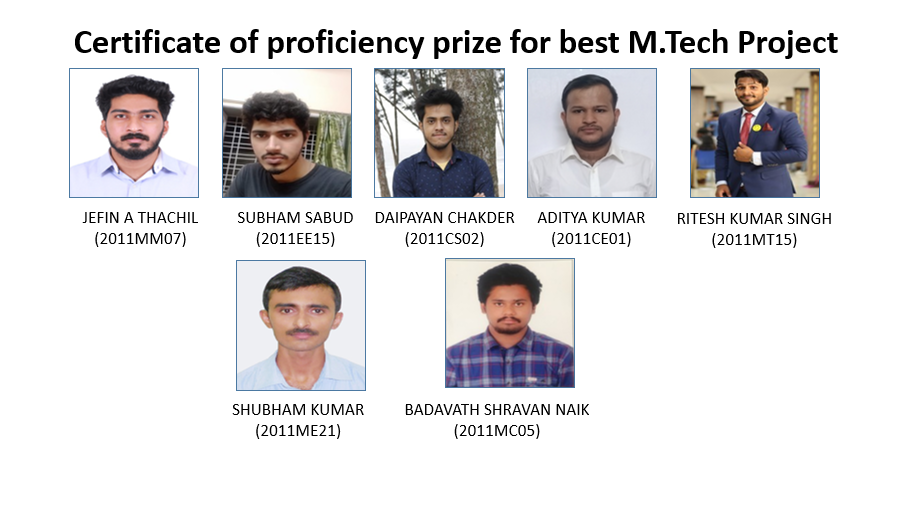 Certificate of proficiency prize for best M.Tech Project
JEFIN A THACHIL
(2011MM07)
SUBHAM SABUD
(2011EE15)
DAIPAYAN CHAKDER
(2011CS02)
ADITYA KUMAR
(2011CE01)
RITESH KUMAR SINGH
(2011MT15)
SHUBHAM KUMAR
(2011ME21)
BADAVATH SHRAVAN NAIK
(2011MC05)